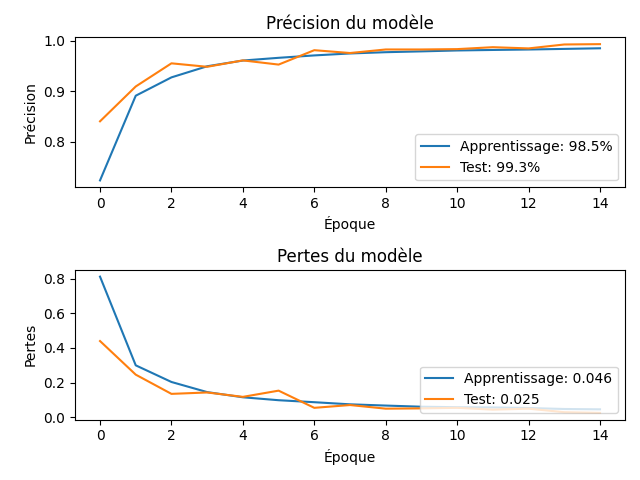 Précision du modèle
1.0
0.9
0.8
Précision
Apprentissage: 98.5%
Test: 99.3%
0 2 4 6 8 10 12 14
Époque
Pertes du modèle
0.8
0.6
0.4
0.2
0.0
Pertes
Apprentissage: 0.046
Test: 0.025
0 2 4 6 8 10 12 14
Époque